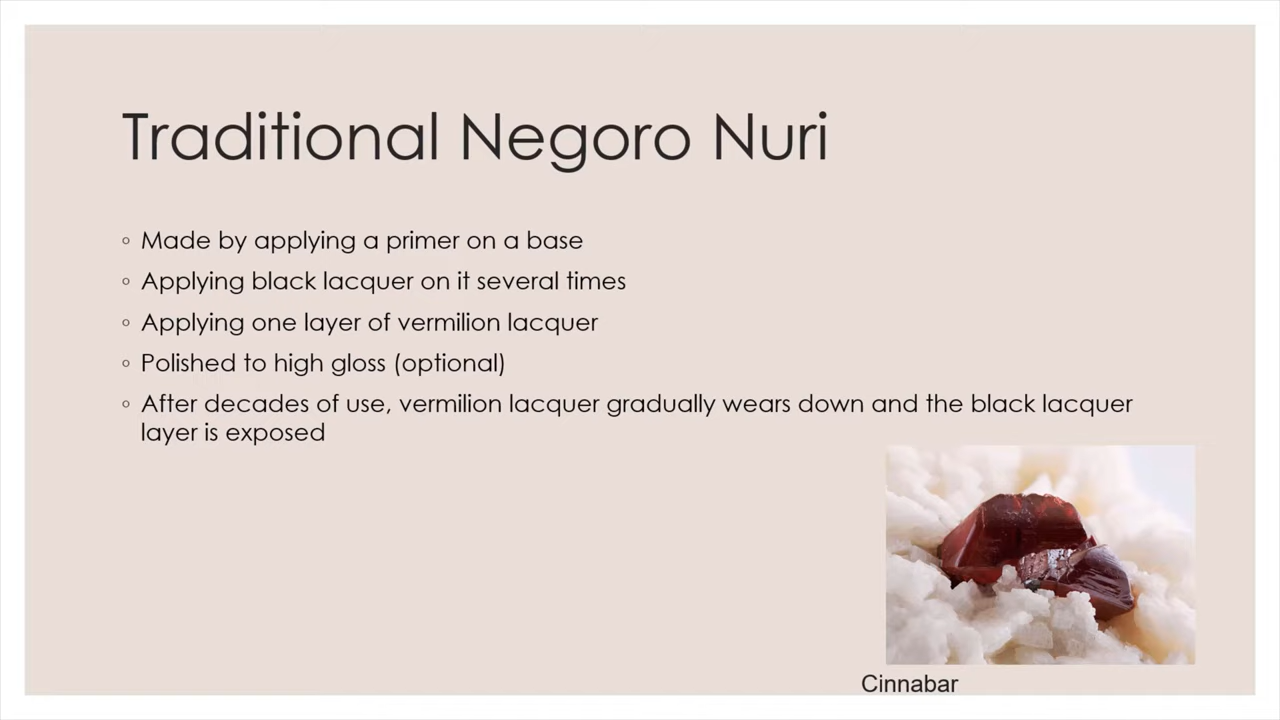 Traditional Negoro Nuri
◦ Made by applying a primer on a base
◦ Applying black lacquer on it several times
◦ Applying one layer of vermilion lacquer
◦ Polished to high gloss (optional)
◦ After decades of use, vermilion lacquer gradually wears down and the black lacquer
layer is exposed
Cinnabar